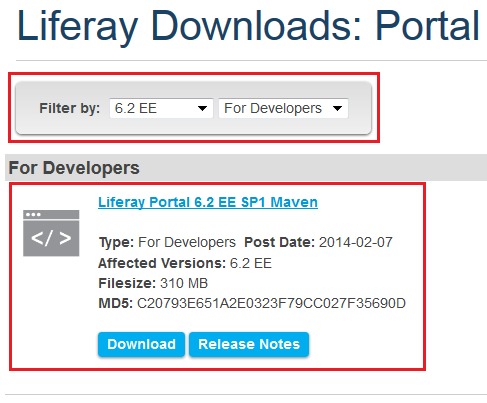 Liferay Downloads: Portal
Filter by: 6.2 EE For Developers
For Developers
Liferay Portal 6.2 EE SP1 Maven
</>
Type: For Developers Post Date: 2014-02-07
Affected Versions: 6.2 EE
Filesize: 310 MB
MD5: C20793E651A2E0323F79CC027F35690D
Download Release Notes